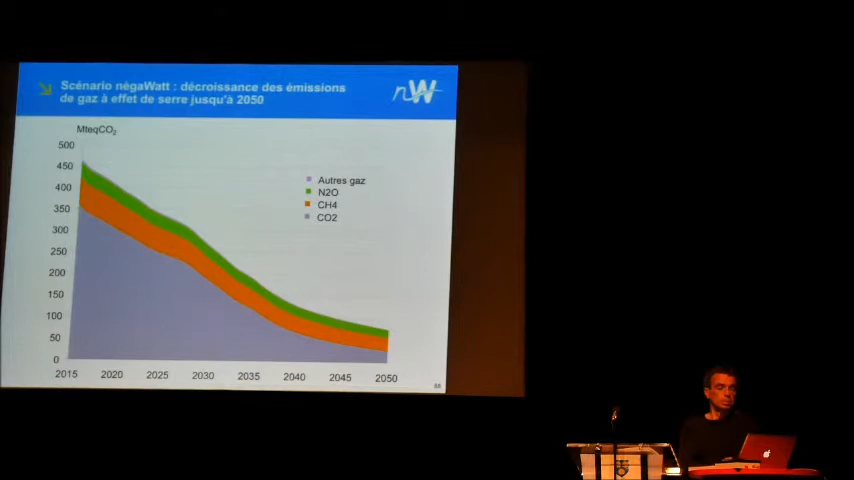 Scénario négaWatt : décroissance des émissions
de gaz à effet de serre jusqu'à 2050
nW
MteqCO2
500
450
400
350
300
250
200
150
100
50
0
Autres gaz
N2O
CH4
CO2
2015 2020 2025 2030 2035 2040 2045 2050